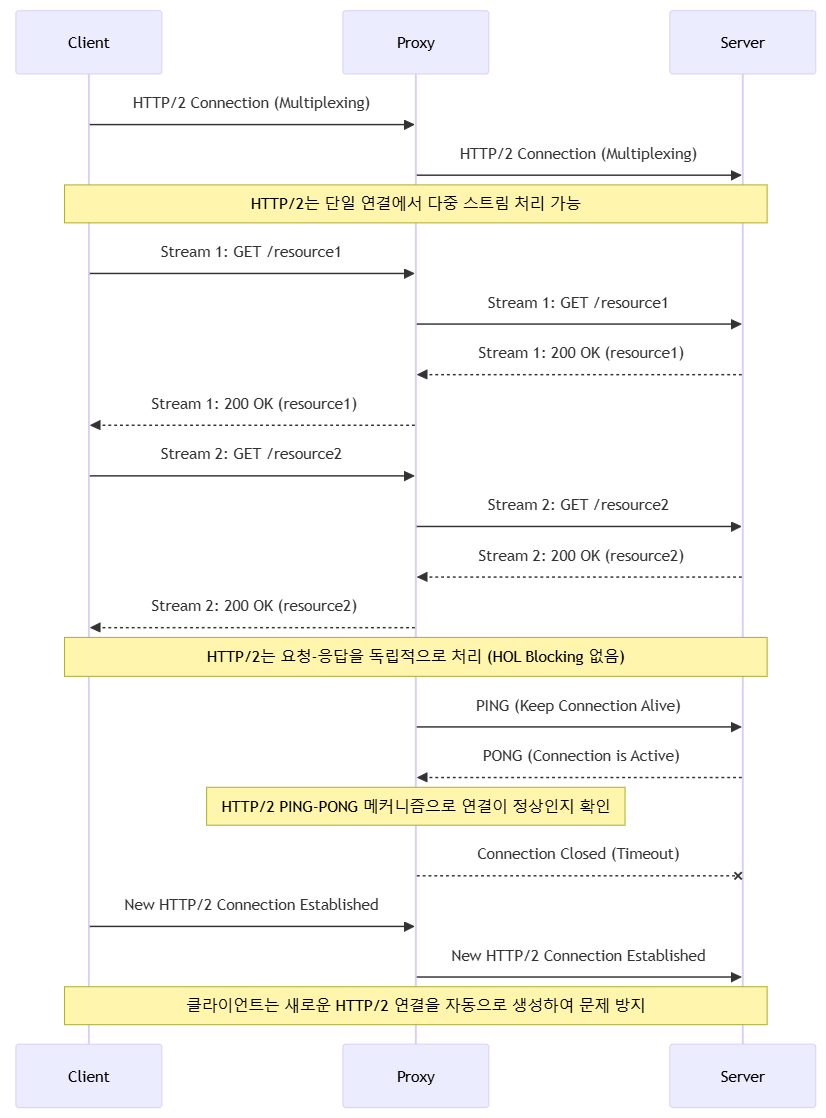 Client
Proxy
Server
HTTP/2 Connection (Multiplexing)
HTTP/2 Connection (Multiplexing)
HTTP/2는 단일 연결에서 다중 스트림 처리 가능
Stream 1: GET /resource1
Stream 1: GET /resource1
Stream 1: 200 OK (resource1)
Stream 1: 200 OK (resource1)
Stream 2: GET /resource2
Stream 2: GET /resource2
Stream 2: 200 OK (resource2)
Stream 2: 200 OK (resource2)
HTTP/2는 요청-응답을 독립적으로 처리 (HOL Blocking 없음)
PING (Keep Connection Alive)
PONG (Connection is Active)
HTTP/2 PING-PONG 메커니즘으로 연결이 정상인지 확인
Connection Closed (Timeout)
New HTTP/2 Connection Established
New HTTP/2 Connection Established
클라이언트는 새로운 HTTP/2 연결을 자동으로 생성하여 문제 방지
Client
Proxy
Server